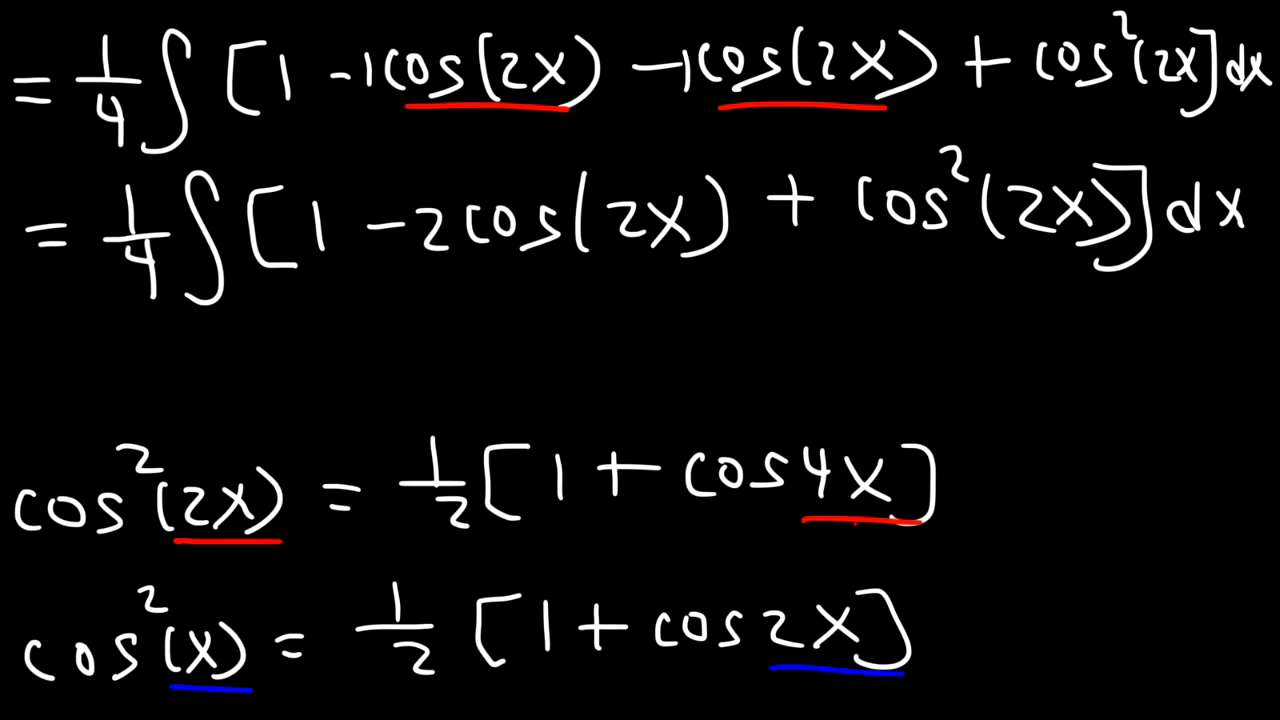 = 1/4 ∫ [1 - 1cos(2x) - 1cos(2x) + cos²(2x)] dx
= 1/4 ∫ [1 - 2cos(2x) + cos²(2x)] dx
cos²(2x) = 1/2 [1 + cos4x]
cos²(x) = 1/2 [1 + cos2x]